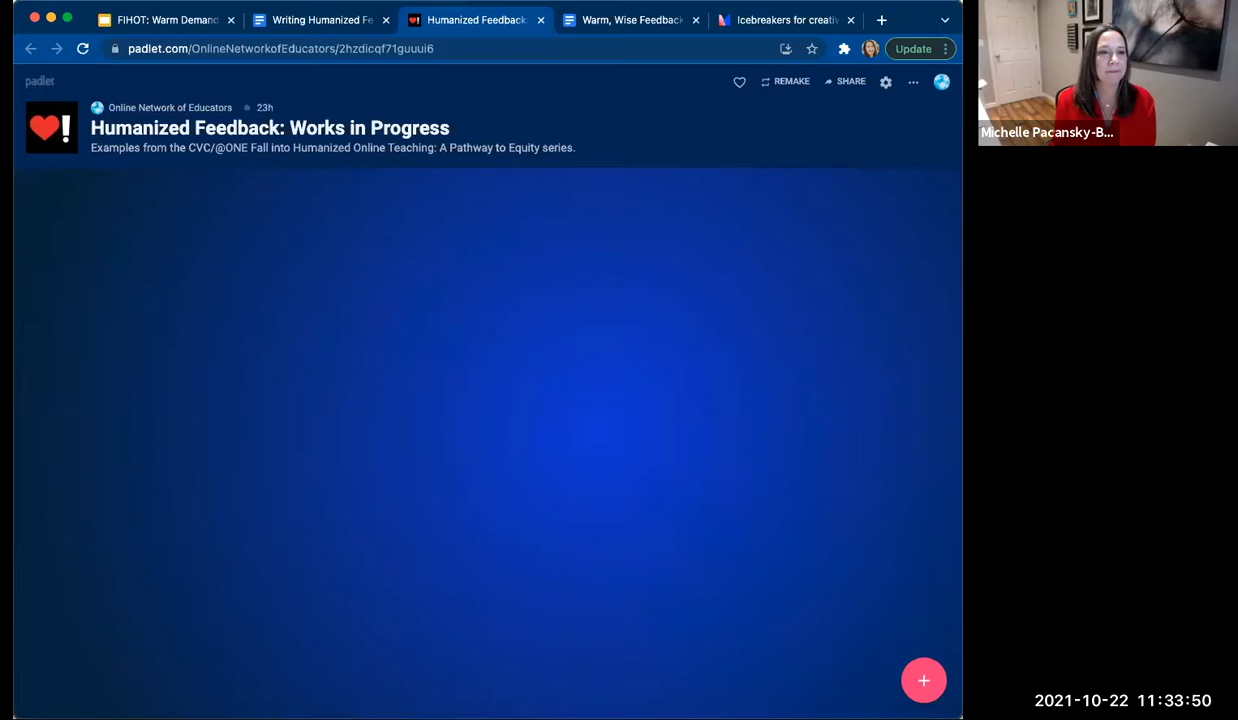 FIHOT: Warm Demand
Writing Humanized Fe
Humanized Feedback:
Warm, Wise Feedback
Icebreakers for creativ
padlet.com/OnlineNetworkofEducators/2hzdicqf71guuui6
Update
padlet
REMAKE
SHARE
Online Network of Educators
23h
Humanized Feedback: Works in Progress
Examples from the CVC/@ONE Fall into Humanized Online Teaching: A Pathway to Equity series.
Michelle Pacansky-B...
2021-10-22 11:33:50